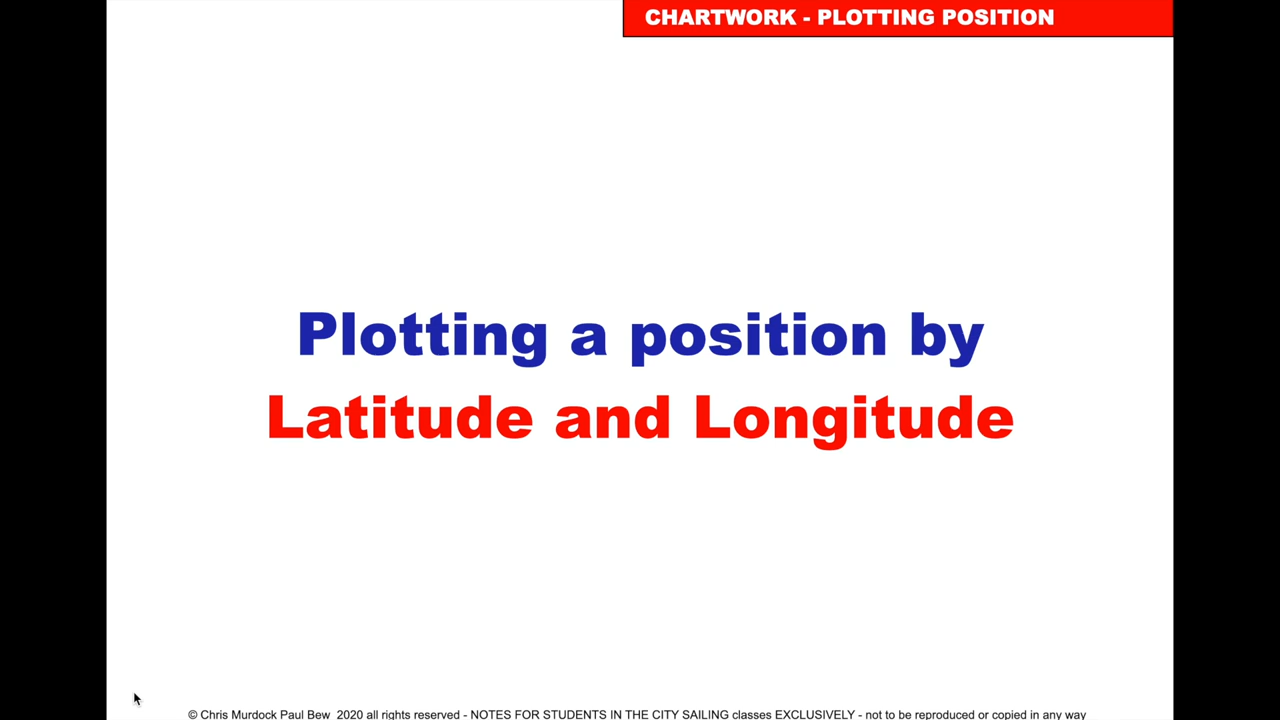 CHARTWORK - PLOTTING POSITION
Plotting a position by
Latitude and Longitude
© Chris Murdock Paul Bew  2020 all rights reserved - NOTES FOR STUDENTS IN THE CITY SAILING classes EXCLUSIVELY - not to be reproduced or copied in any way